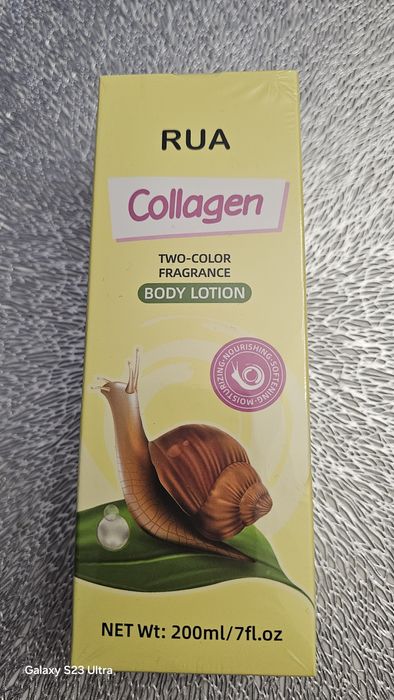 RUA
Collagen
TWO-COLOR
FRAGRANCE
BODY LOTION
MOISTURIZING·NOURISHING·SOFTENING·
NET Wt: 200ml/7fl.oz
Galaxy S23 Ultra